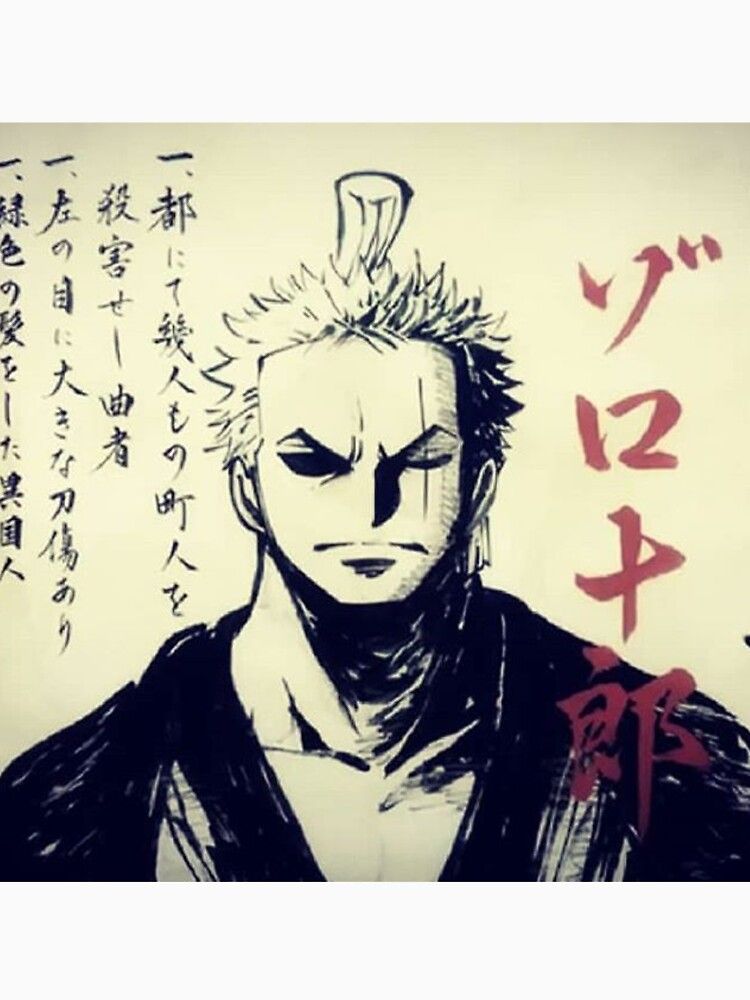 ゾロ十郎
一、都にて幾人もの町人を
殺害せし曲者
一、左の目に大きな刀傷あり
一、緑色の髪をした異国人